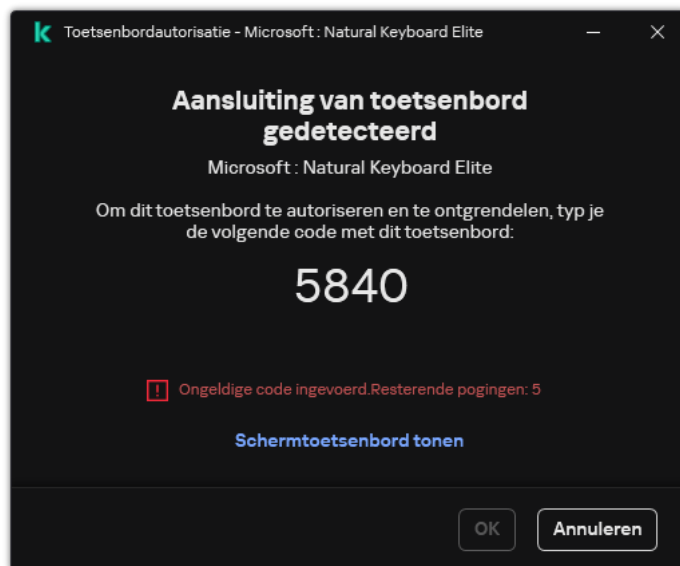 Toetsenbordautorisatie - Microsoft : Natural Keyboard Elite
Aansluiting van toetsenbord
gedetecteerd
Microsoft : Natural Keyboard Elite
Om dit toetsenbord te autoriseren en te ontgrendelen, typ je
de volgende code met dit toetsenbord:
5840
Ongeldige code ingevoerd.Resterende pogingen: 5
Schermtoetsenbord tonen
OK
Annuleren